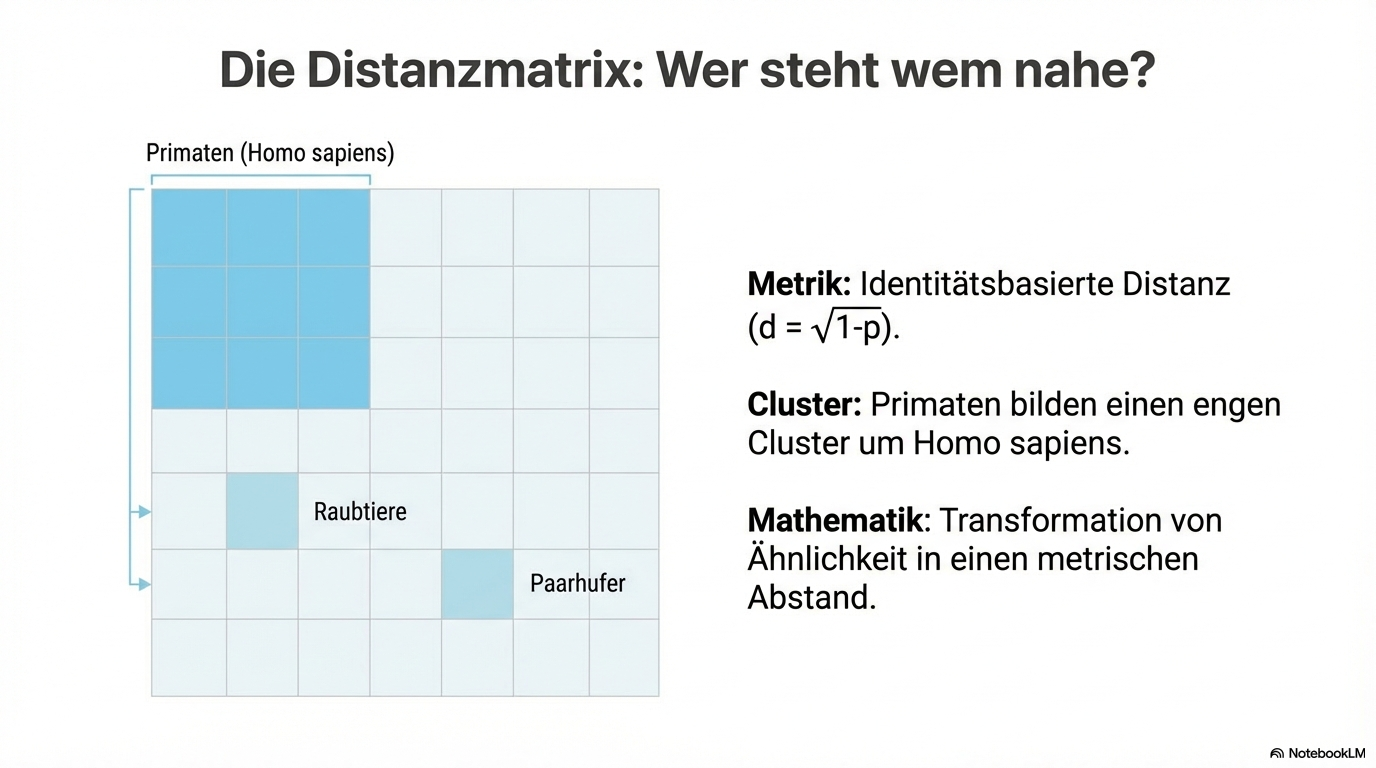 Die Distanzmatrix: Wer steht wem nahe?
Primaten (Homo sapiens)
Raubtiere
Paarhufer
Metrik: Identitätsbasierte Distanz
(d = √1-p).
Cluster: Primaten bilden einen engen
Cluster um Homo sapiens.
Mathematik: Transformation von
Ähnlichkeit in einen metrischen
Abstand.
NotebookLM